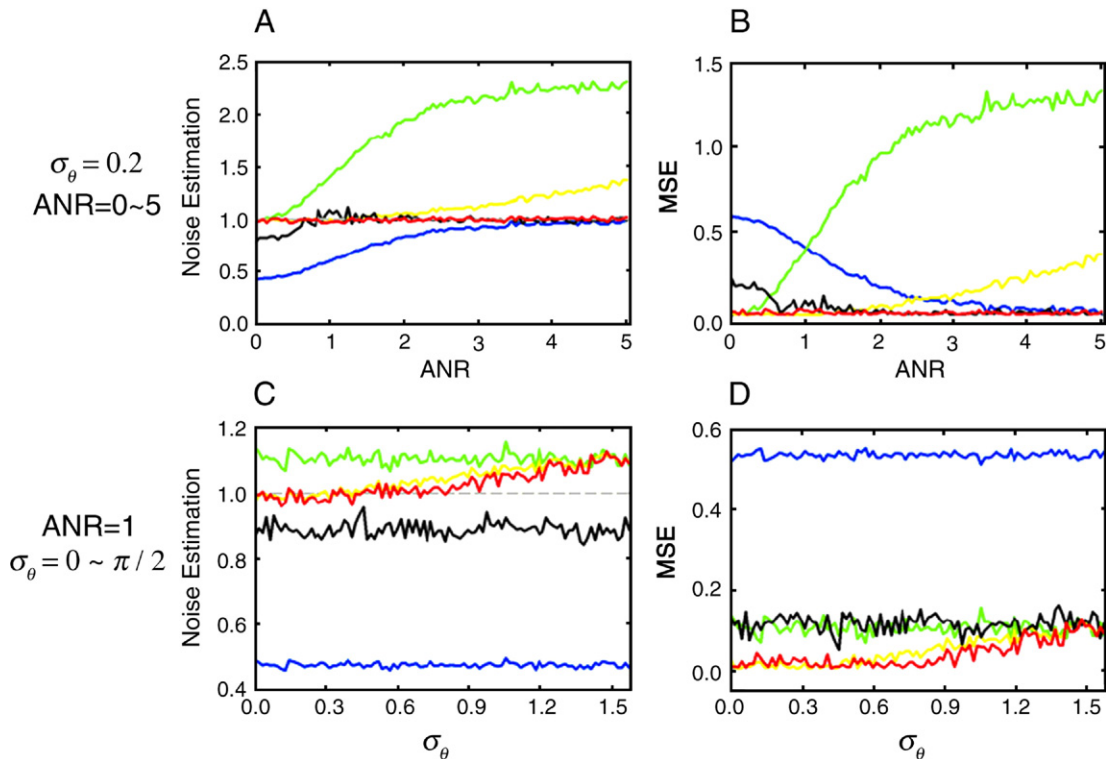 A
B
σθ = 0.2
ANR=0~5
Noise Estimation
2.5
2.0
1.5
1.0
0.5
0.0
0 1 2 3 4 5
ANR
MSE
1.5
1.0
0.5
0.0
0 1 2 3 4 5
ANR
C
D
ANR=1
σθ = 0 ~ π / 2
Noise Estimation
1.2
1.0
0.8
0.6
0.4
0.0 0.3 0.6 0.9 1.2 1.5
σθ
MSE
0.6
0.4
0.2
0.0
0.0 0.3 0.6 0.9 1.2 1.5
σθ